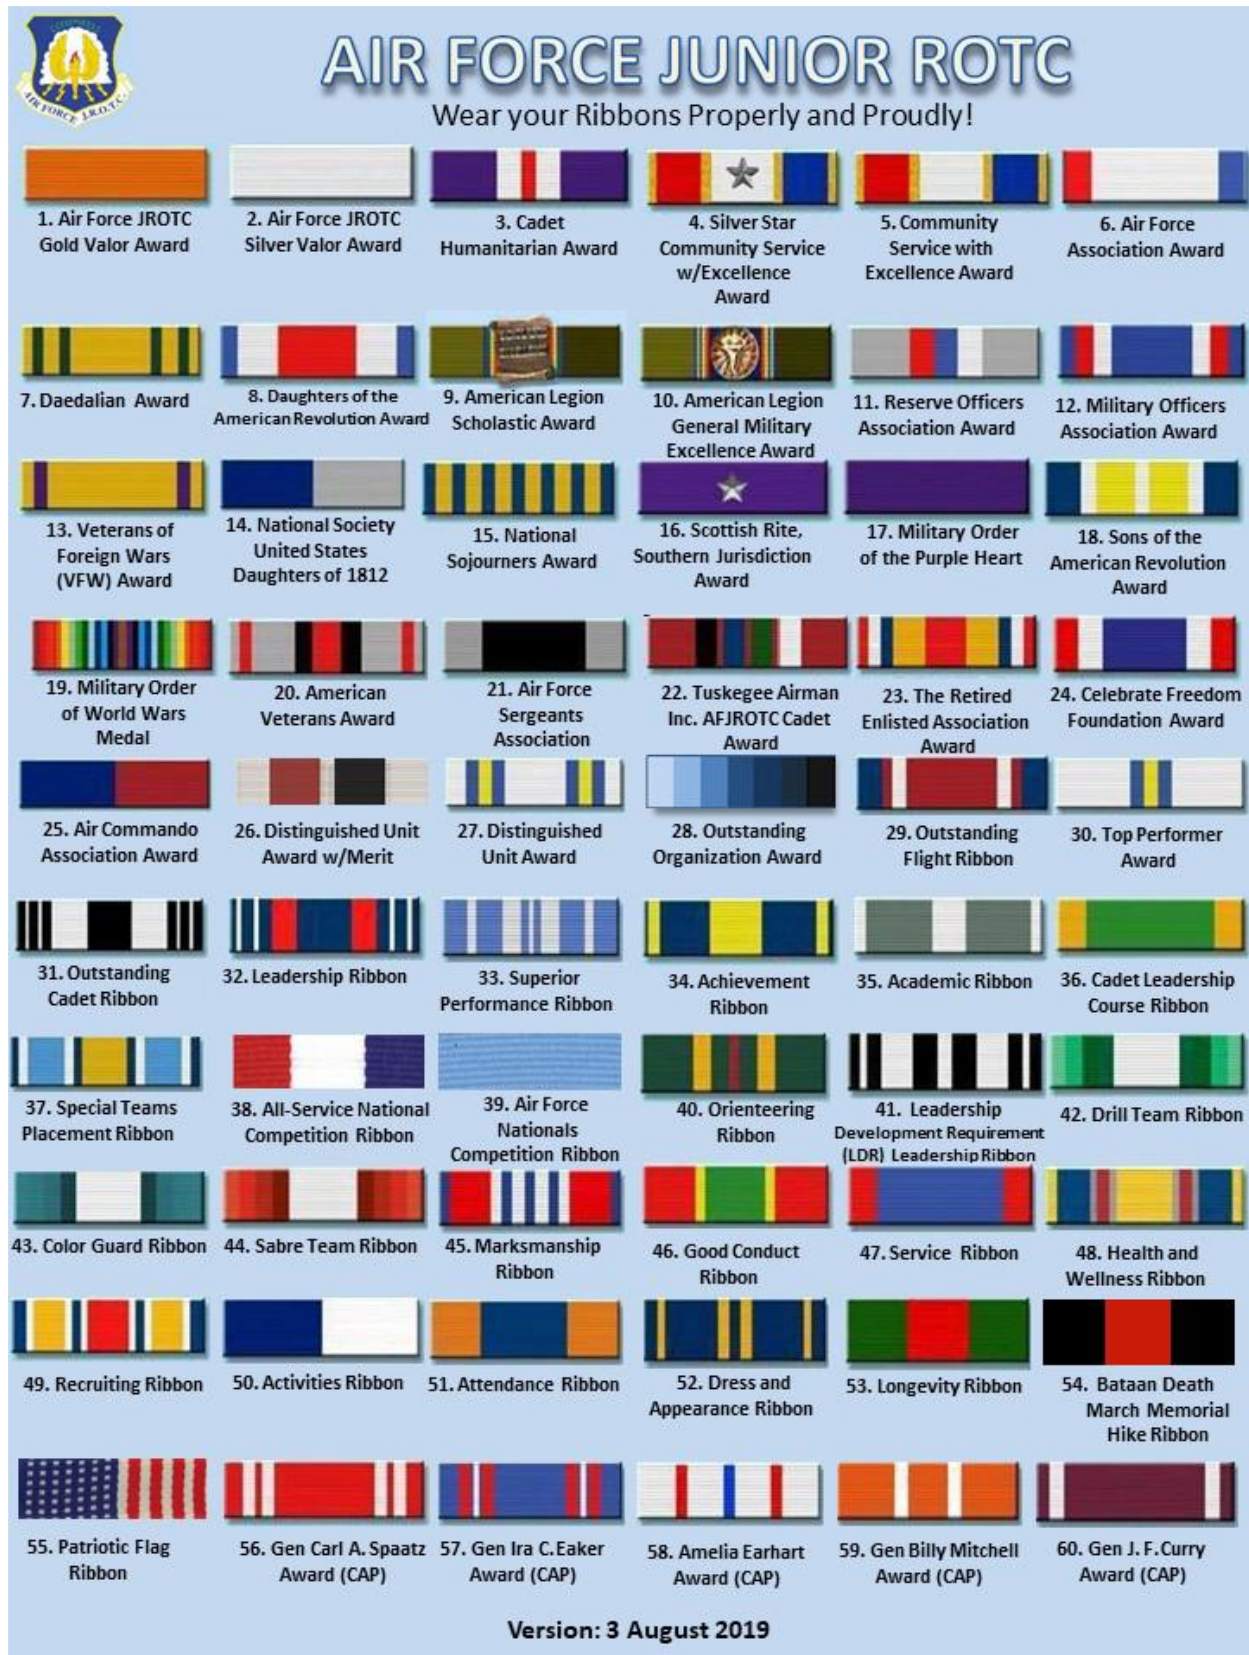 AIR FORCE JUNIOR ROTC
AIR FORCE J.R.O.T.C.
Wear your Ribbons Properly and Proudly!
1. Air Force JROTC
Gold Valor Award
2. Air Force JROTC
Silver Valor Award
3. Cadet
Humanitarian Award
4. Silver Star
Community Service
w/Excellence
Award
5. Community
Service with
Excellence Award
6. Air Force
Association Award
7. Daedalian Award
8. Daughters of the
American Revolution Award
9. American Legion
Scholastic Award
10. American Legion
General Military
Excellence Award
11. Reserve Officers
Association Award
12. Military Officers
Association Award
13. Veterans of
Foreign Wars
(VFW) Award
14. National Society
United States
Daughters of 1812
15. National
Sojourners Award
16. Scottish Rite,
Southern Jurisdiction
Award
17. Military Order
of the Purple Heart
18. Sons of the
American Revolution
Award
19. Military Order
of World Wars
Medal
20. American
Veterans Award
21. Air Force
Sergeants
Association
22. Tuskegee Airman
Inc. AFJROTC Cadet
Award
23. The Retired
Enlisted Association
Award
24. Celebrate Freedom
Foundation Award
25. Air Commando
Association Award
26. Distinguished Unit
Award w/Merit
27. Distinguished
Unit Award
28. Outstanding
Organization Award
29. Outstanding
Flight Ribbon
30. Top Performer
Award
31. Outstanding
Cadet Ribbon
32. Leadership Ribbon
33. Superior
Performance Ribbon
34. Achievement
Ribbon
35. Academic Ribbon
36. Cadet Leadership
Course Ribbon
37. Special Teams
Placement Ribbon
38. All-Service National
Competition Ribbon
39. Air Force
Nationals
Competition Ribbon
40. Orienteering
Ribbon
41. Leadership
Development Requirement
(LDR) Leadership Ribbon
42. Drill Team Ribbon
43. Color Guard Ribbon
44. Sabre Team Ribbon
45. Marksmanship
Ribbon
46. Good Conduct
Ribbon
47. Service Ribbon
48. Health and
Wellness Ribbon
49. Recruiting Ribbon
50. Activities Ribbon
51. Attendance Ribbon
52. Dress and
Appearance Ribbon
53. Longevity Ribbon
54. Bataan Death
March Memorial
Hike Ribbon
55. Patriotic Flag
Ribbon
56. Gen Carl A. Spaatz
Award (CAP)
57. Gen Ira C. Eaker
Award (CAP)
58. Amelia Earhart
Award (CAP)
59. Gen Billy Mitchell
Award (CAP)
60. Gen J. F. Curry
Award (CAP)
Version: 3 August 2019